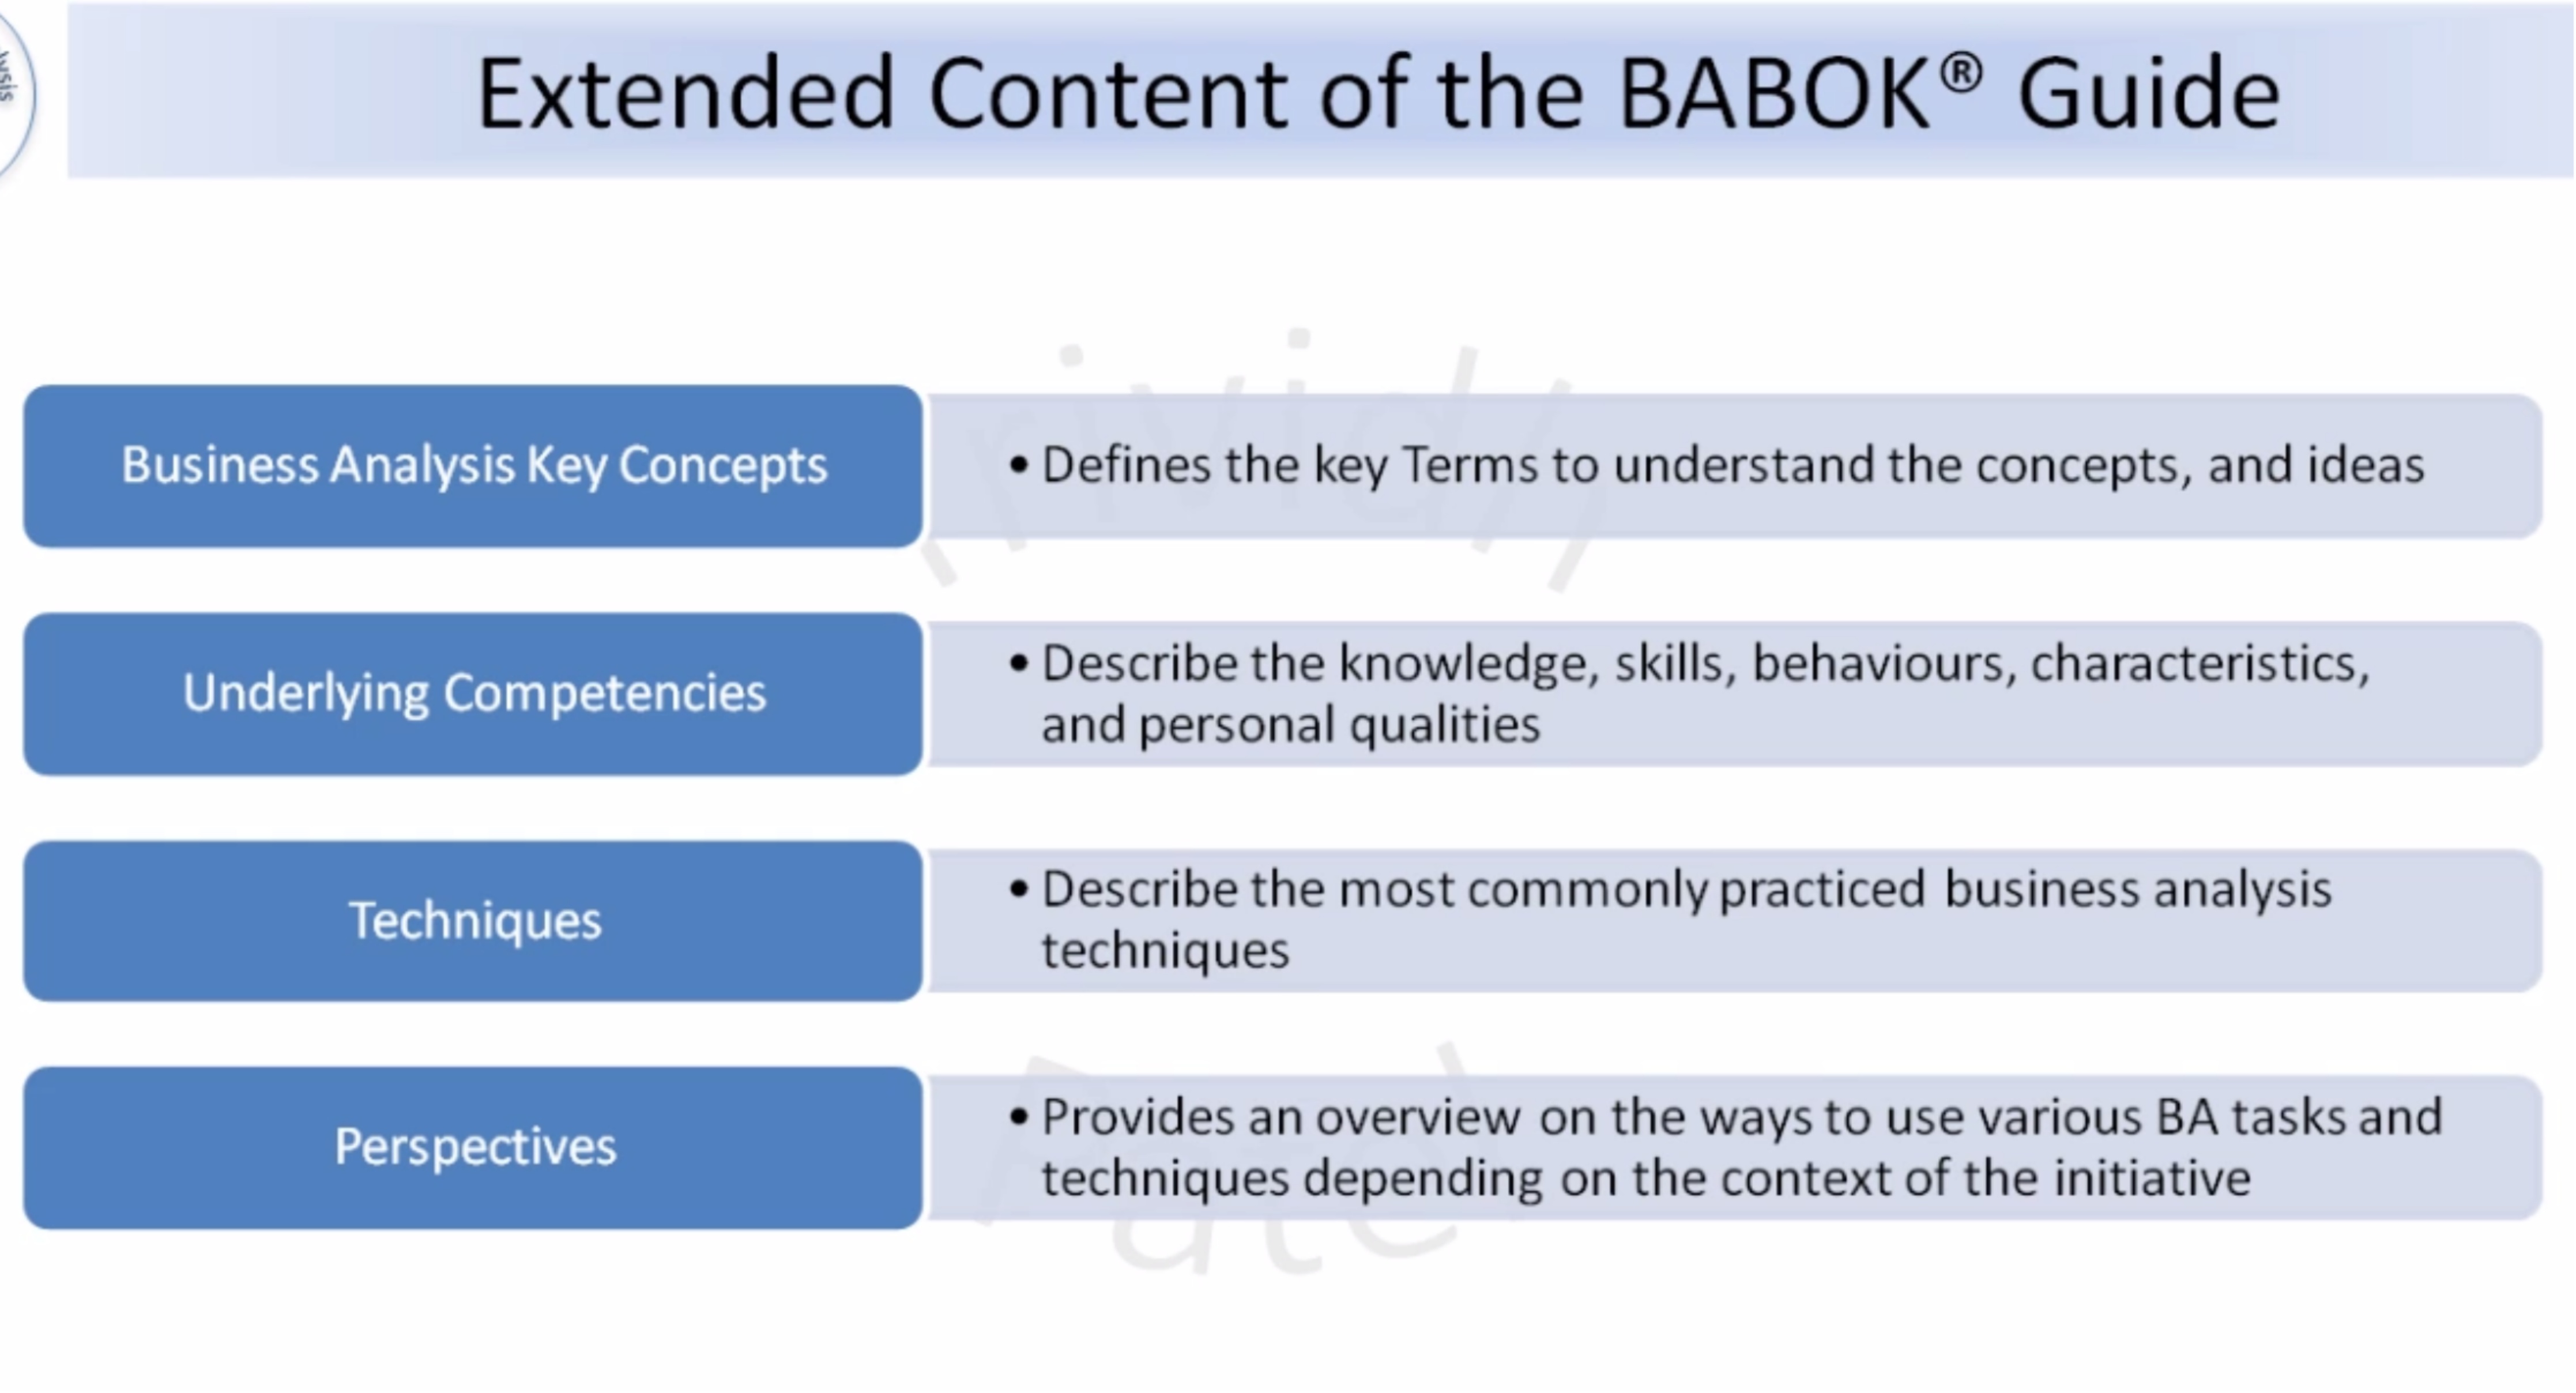 Extended Content of the BABOK® Guide
Business Analysis Key Concepts
• Defines the key Terms to understand the concepts, and ideas
Underlying Competencies
• Describe the knowledge, skills, behaviours, characteristics,
and personal qualities
Techniques
• Describe the most commonly practiced business analysis
techniques
Perspectives
• Provides an overview on the ways to use various BA tasks and
techniques depending on the context of the initiative